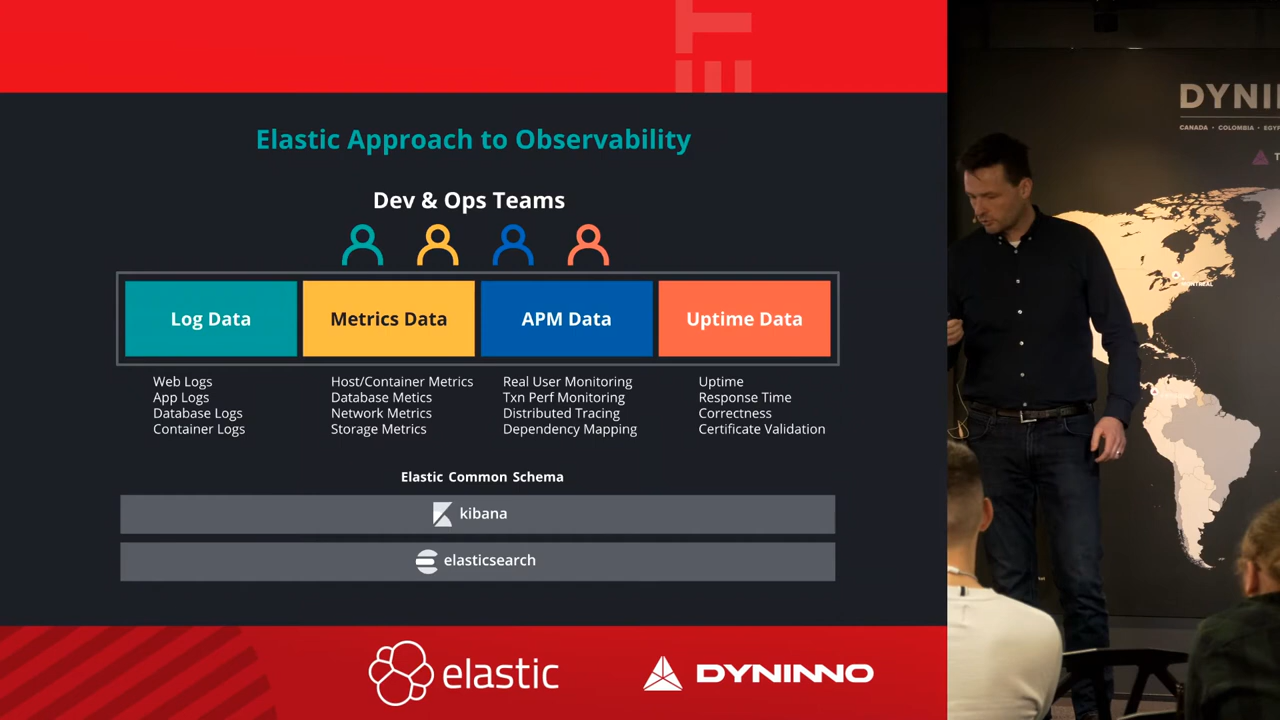 ET
Elastic Approach to Observability
Dev & Ops Teams
Log Data
Metrics Data
APM Data
Uptime Data
Web Logs
App Logs
Database Logs
Container Logs
Host/Container Metrics
Database Metics
Network Metrics
Storage Metrics
Real User Monitoring
Txn Perf Monitoring
Distributed Tracing
Dependency Mapping
Uptime
Response Time
Correctness
Certificate Validation
Elastic Common Schema
kibana
elasticsearch
elastic
DYNINNO
DYNI
CANADA • COLOMBIA • EGYP
T
MONTREAL